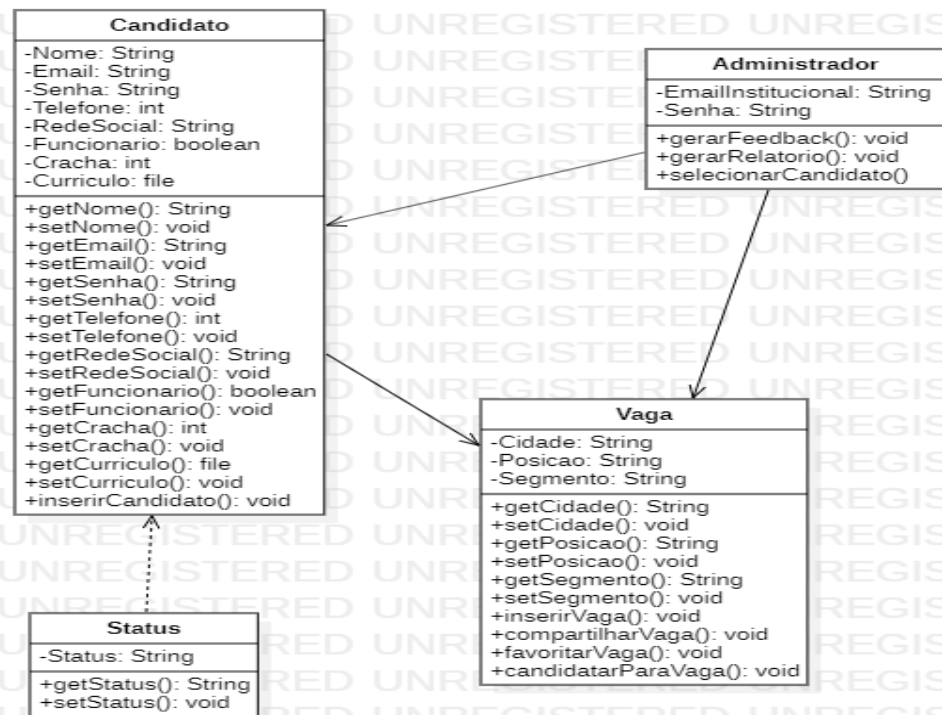 Candidato
-Nome: String
-Email: String
-Senha: String
-Telefone: int
-RedeSocial: String
-Funcionario: boolean
-Cracha: int
-Curriculo: file
+getNome(): String
+setNome(): void
+getEmail(): String
+setEmail(): void
+getSenha(): String
+setSenha(): void
+getTelefone(): int
+setTelefone(): void
+getRedeSocial(): String
+setRedeSocial(): void
+getFuncionario(): boolean
+setFuncionario(): void
+getCracha(): int
+setCracha(): void
+getCurriculo(): file
+setCurriculo(): void
+inserirCandidato(): void
Administrador
-EmailInstitucional: String
-Senha: String
+gerarFeedback(): void
+gerarRelatorio(): void
+selecionarCandidato()
Vaga
-Cidade: String
-Posicao: String
-Segmento: String
+getCidade(): String
+setCidade(): void
+getPosicao(): String
+setPosicao(): void
+getSegmento(): String
+setSegmento(): void
+inserirVaga(): void
+compartilharVaga(): void
+favoritarVaga(): void
+candidatarParaVaga(): void
Status
-Status: String
+getStatus(): String
+setStatus(): void
UNREGISTERED UNREGIS